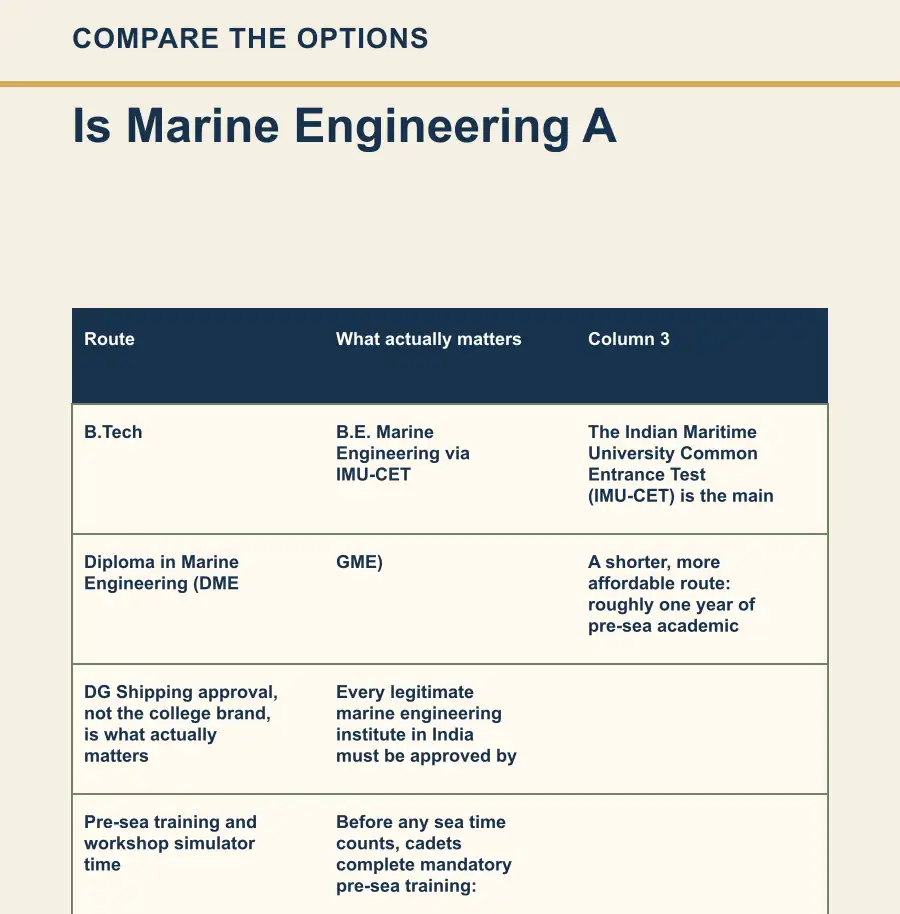 COMPARE THE OPTIONS
Is Marine Engineering A
Route
What actually matters
Column 3
B.Tech
B.E. Marine
Engineering via
IMU-CET
The Indian Maritime
University Common
Entrance Test
(IMU-CET) is the main
Diploma in Marine
Engineering (DME
GME)
A shorter, more
affordable route:
roughly one year of
pre-sea academic
DG Shipping approval,
not the college brand,
is what actually
matters
Every legitimate
marine engineering
institute in India
must be approved by
Pre-sea training and
workshop simulator
time
Before any sea time
counts, cadets
complete mandatory
pre-sea training: